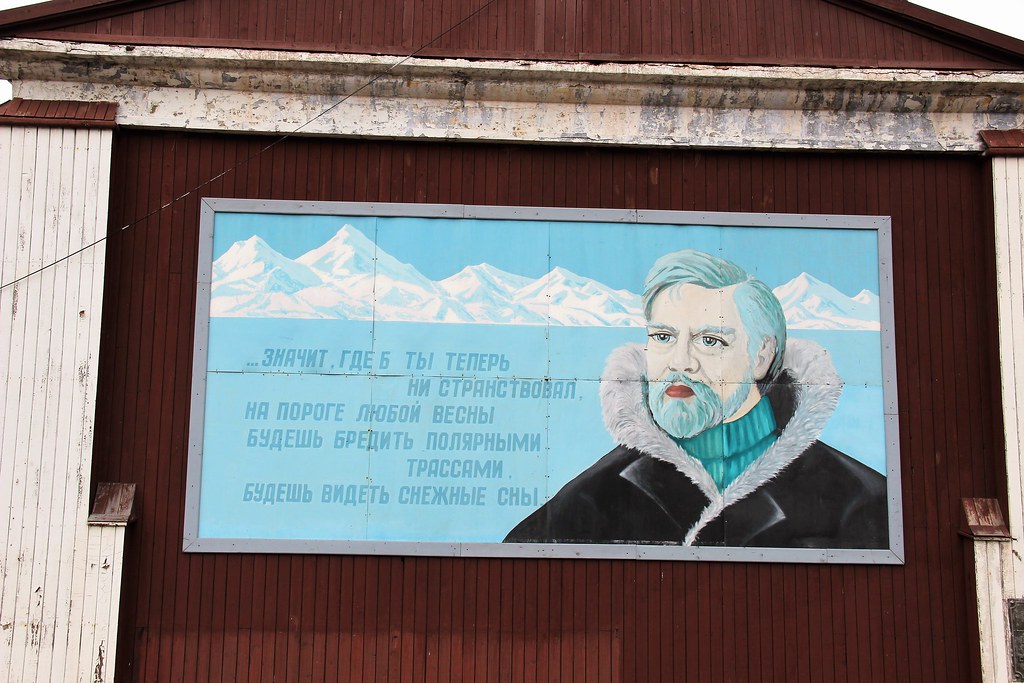 ...ЗНАЧИТ, ГДЕ Б ТЫ ТЕПЕРЬ
НИ СТРАНСТВОВАЛ,
НА ПОРОГЕ ЛЮБОЙ ВЕСНЫ
БУДЕШЬ БРЕДИТЬ ПОЛЯРНЫМИ
ТРАССАМИ,
БУДЕШЬ ВИДЕТЬ СНЕЖНЫЕ СНЫ.